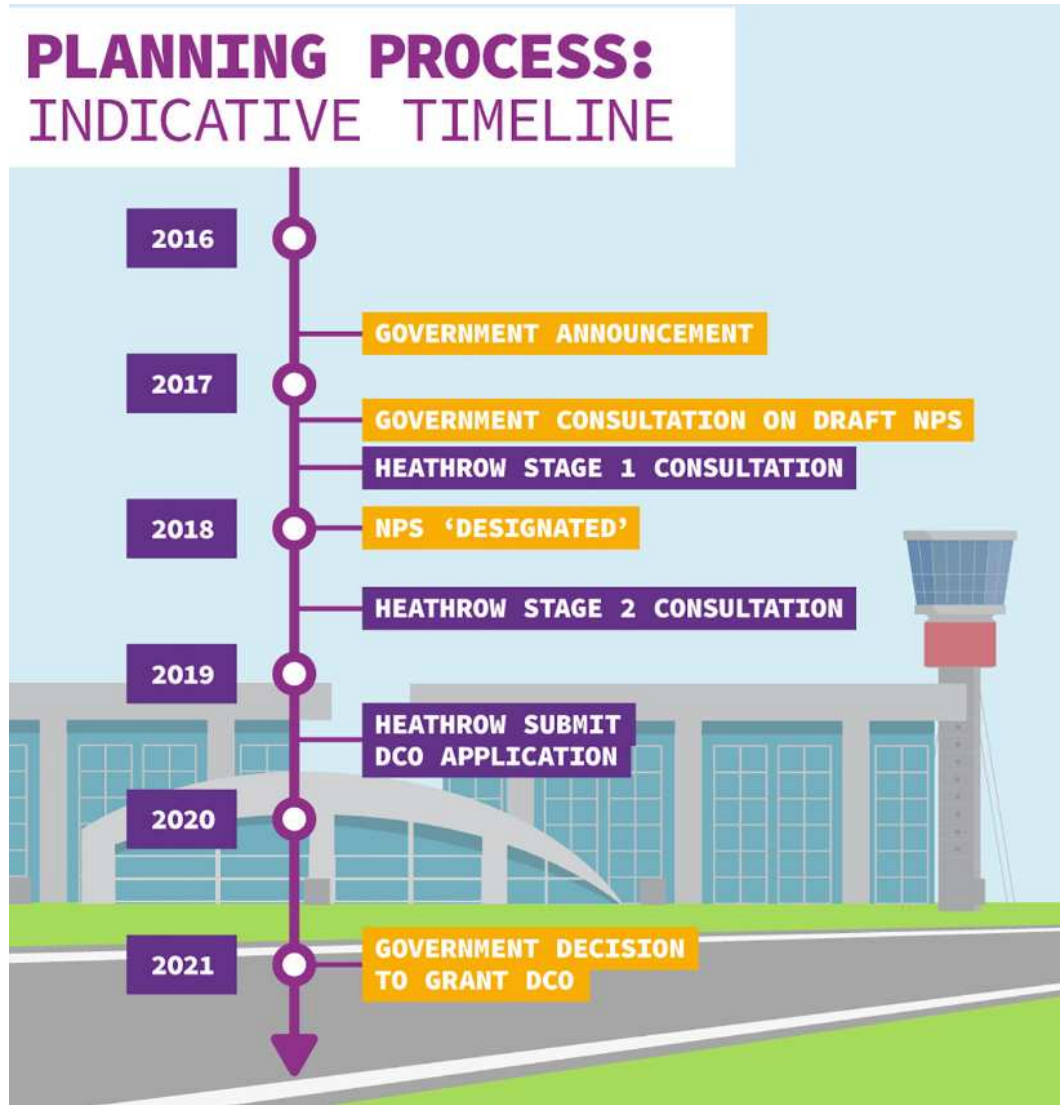 PLANNING PROCESS:
INDICATIVE TIMELINE
2016
GOVERNMENT ANNOUNCEMENT
2017
GOVERNMENT CONSULTATION ON DRAFT NPS
HEATHROW STAGE 1 CONSULTATION
2018
NPS ‘DESIGNATED’
HEATHROW STAGE 2 CONSULTATION
2019
HEATHROW SUBMIT
DCO APPLICATION
2020
2021
GOVERNMENT DECISION
TO GRANT DCO